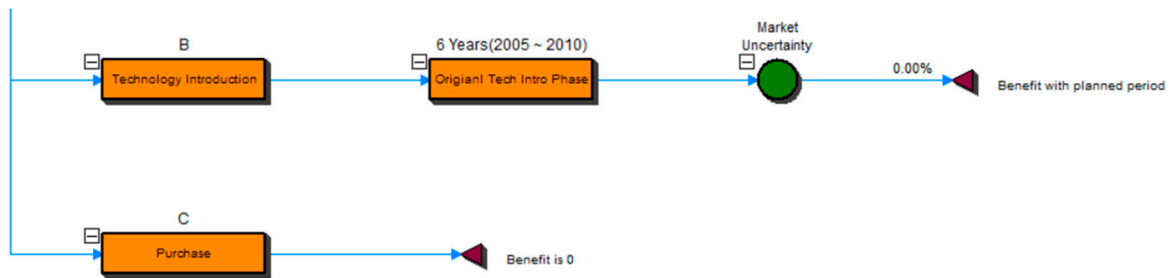 B
Technology Introduction
6 Years(2005 ~ 2010)
Origianl Tech Intro Phase
Market
Uncertainty
0.00%
Benefit with planned period
C
Purchase
Benefit is 0